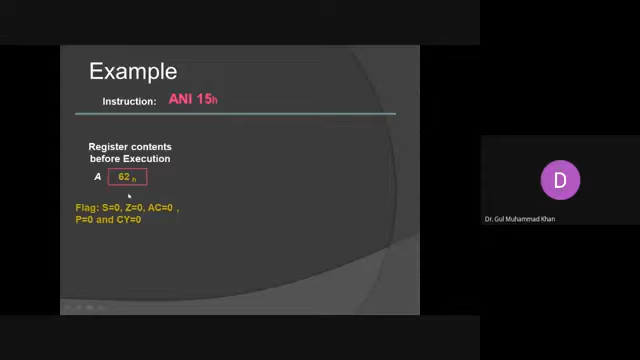 Example
Instruction: ANI 15h
Register contents
before Execution
A 62 h
Flag: S=0, Z=0, AC=0 ,
P=0 and CY=0
D
Dr. Gul Muhammad Khan